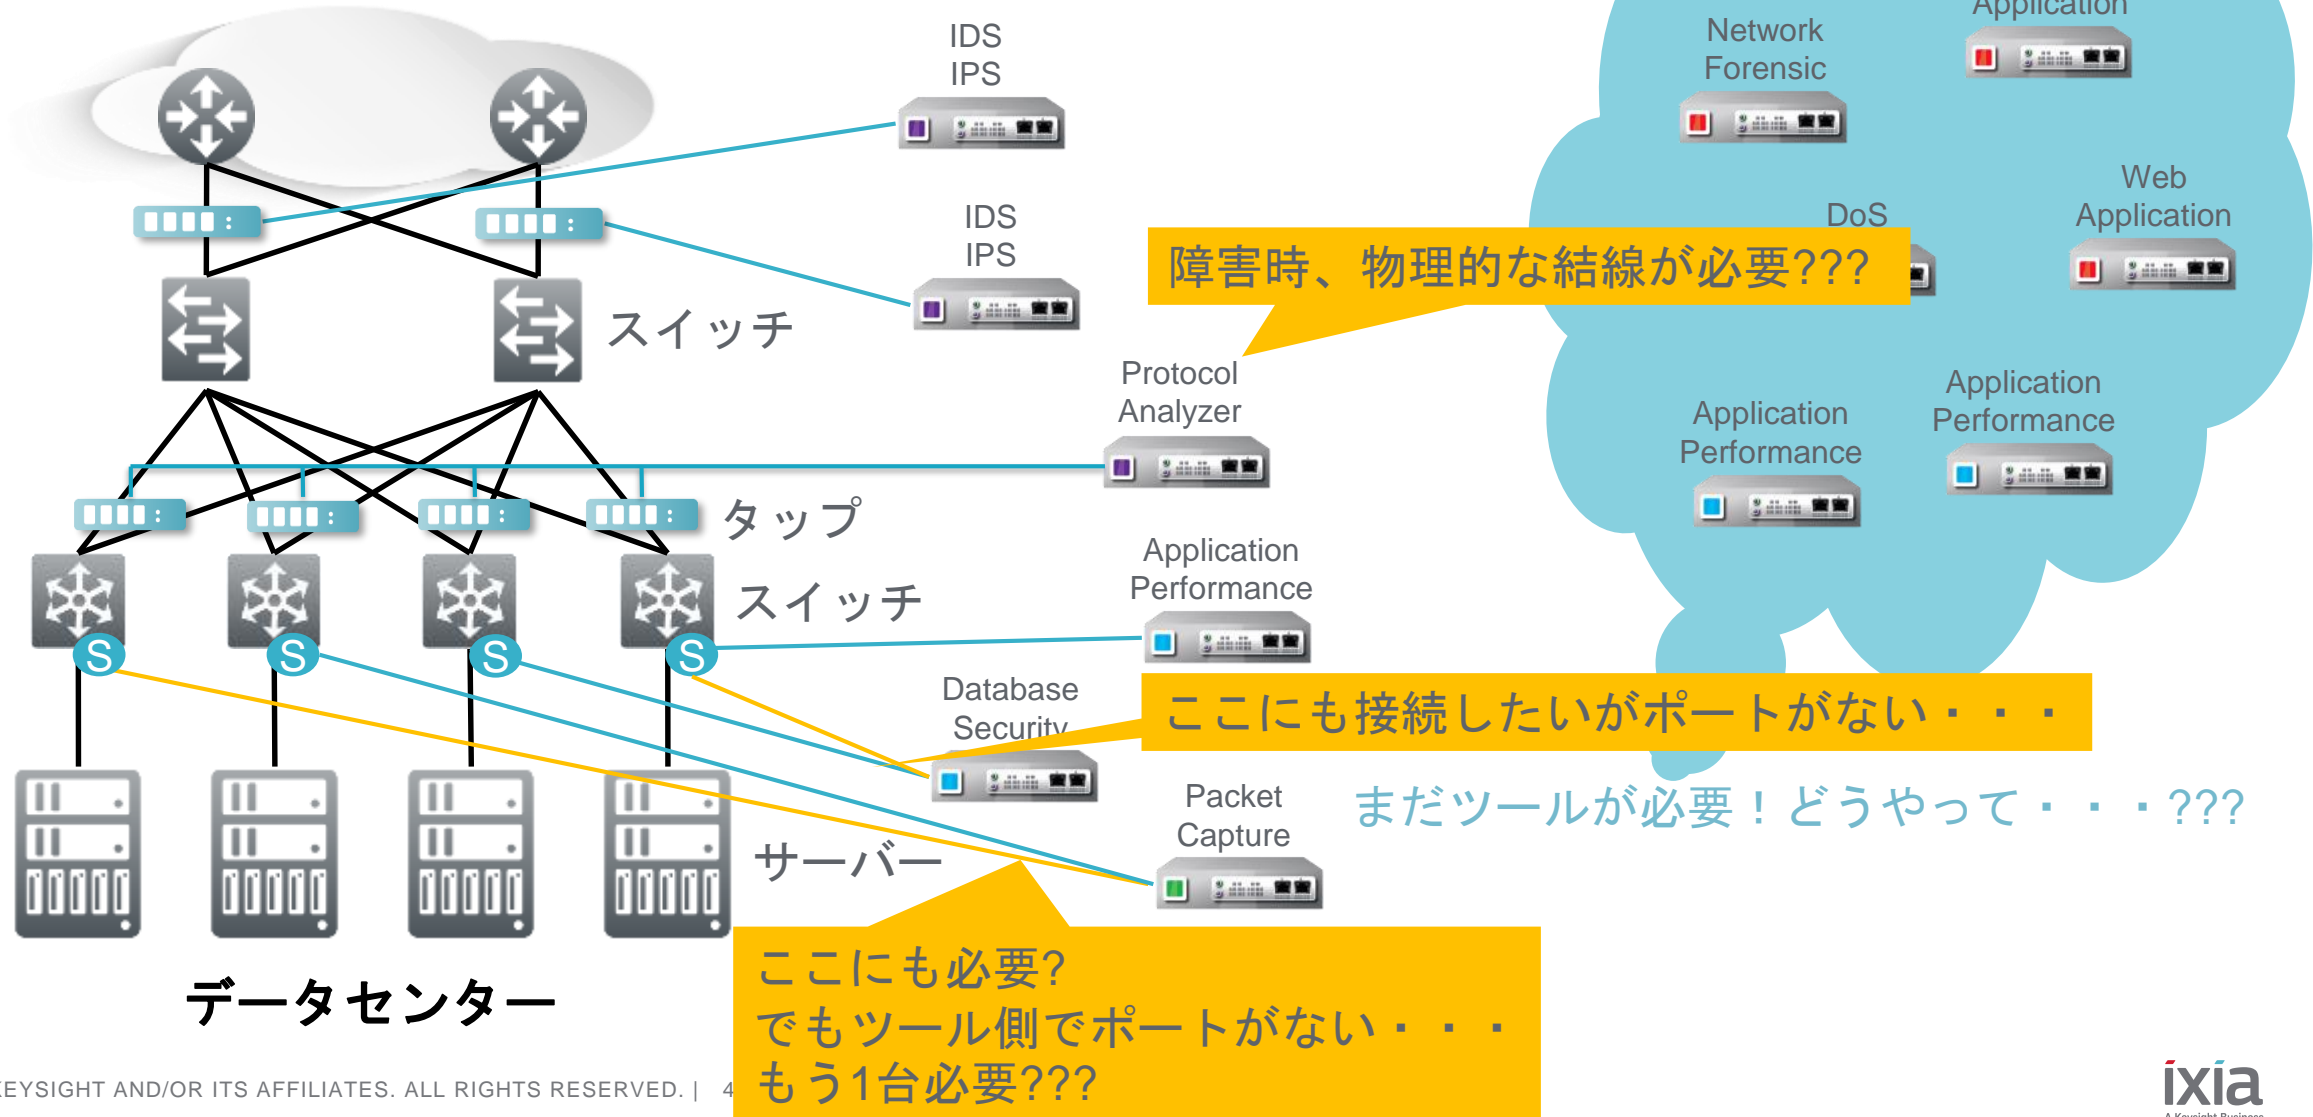 IDS
IPS
Network
Forensic
Application
IDS
IPS
DoS
Web
Application
障害時、物理的な結線が必要???
スイッチ
Protocol
Analyzer
Application
Performance
Application
Performance
タップ
Application
Performance
スイッチ
S
S
S
S
Database
Security
ここにも接続したいがポートがない・・・
Packet
Capture
まだツールが必要！どうやって・・・???
サーバー
ここにも必要?
でもツール側でポートがない・・・
もう1台必要???
データセンター
KEYSIGHT AND/OR ITS AFFILIATES. ALL RIGHTS RESERVED. | 4
ixia
A Keysight Business